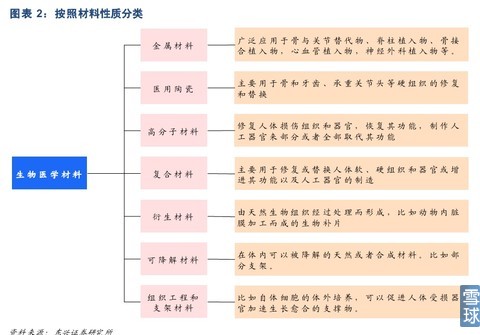 图表 2：按照材料性质分类
金属材料
广泛应用于骨与关节替代物、脊柱植入物、骨接
合植入物，心血管植入物，神经外科植入物等。
医用陶瓷
主要用于骨和牙齿、承重关节头等硬组织的修复
和替换
高分子材料
修复人体损伤组织和器官，恢复其功能，制作人
工器官来部分或者全部取代其功能
生物医学材料
复合材料
主要用于修复或替换人体软、硬组织和器官或增
进其功能以及人工器官的制造
衍生材料
由天然生物组织经过处理而形成，比如动物内脏
膜加工而成的生物补片
可降解材料
在体内可以被降解的天然或者合成材料。比如部
分支架。
组织工程和
支架材料
比如自体细胞的体外培养，可以促进人体受损器
官加速生长愈合的支撑物。
雪球
资料来源：东兴证券研究所